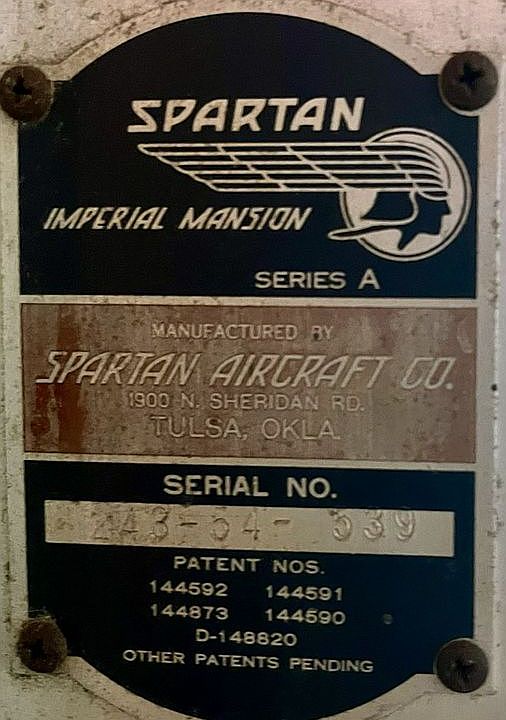 SPARTAN
IMPERIAL MANSION
SERIES A
MANUFACTURED BY
SPARTAN AIRCRAFT CO.
1900 N. SHERIDAN RD.
TULSA, OKLA.
SERIAL NO.
PATENT NOS.
144592 144591
144873 144590
D-148820
OTHER PATENTS PENDING